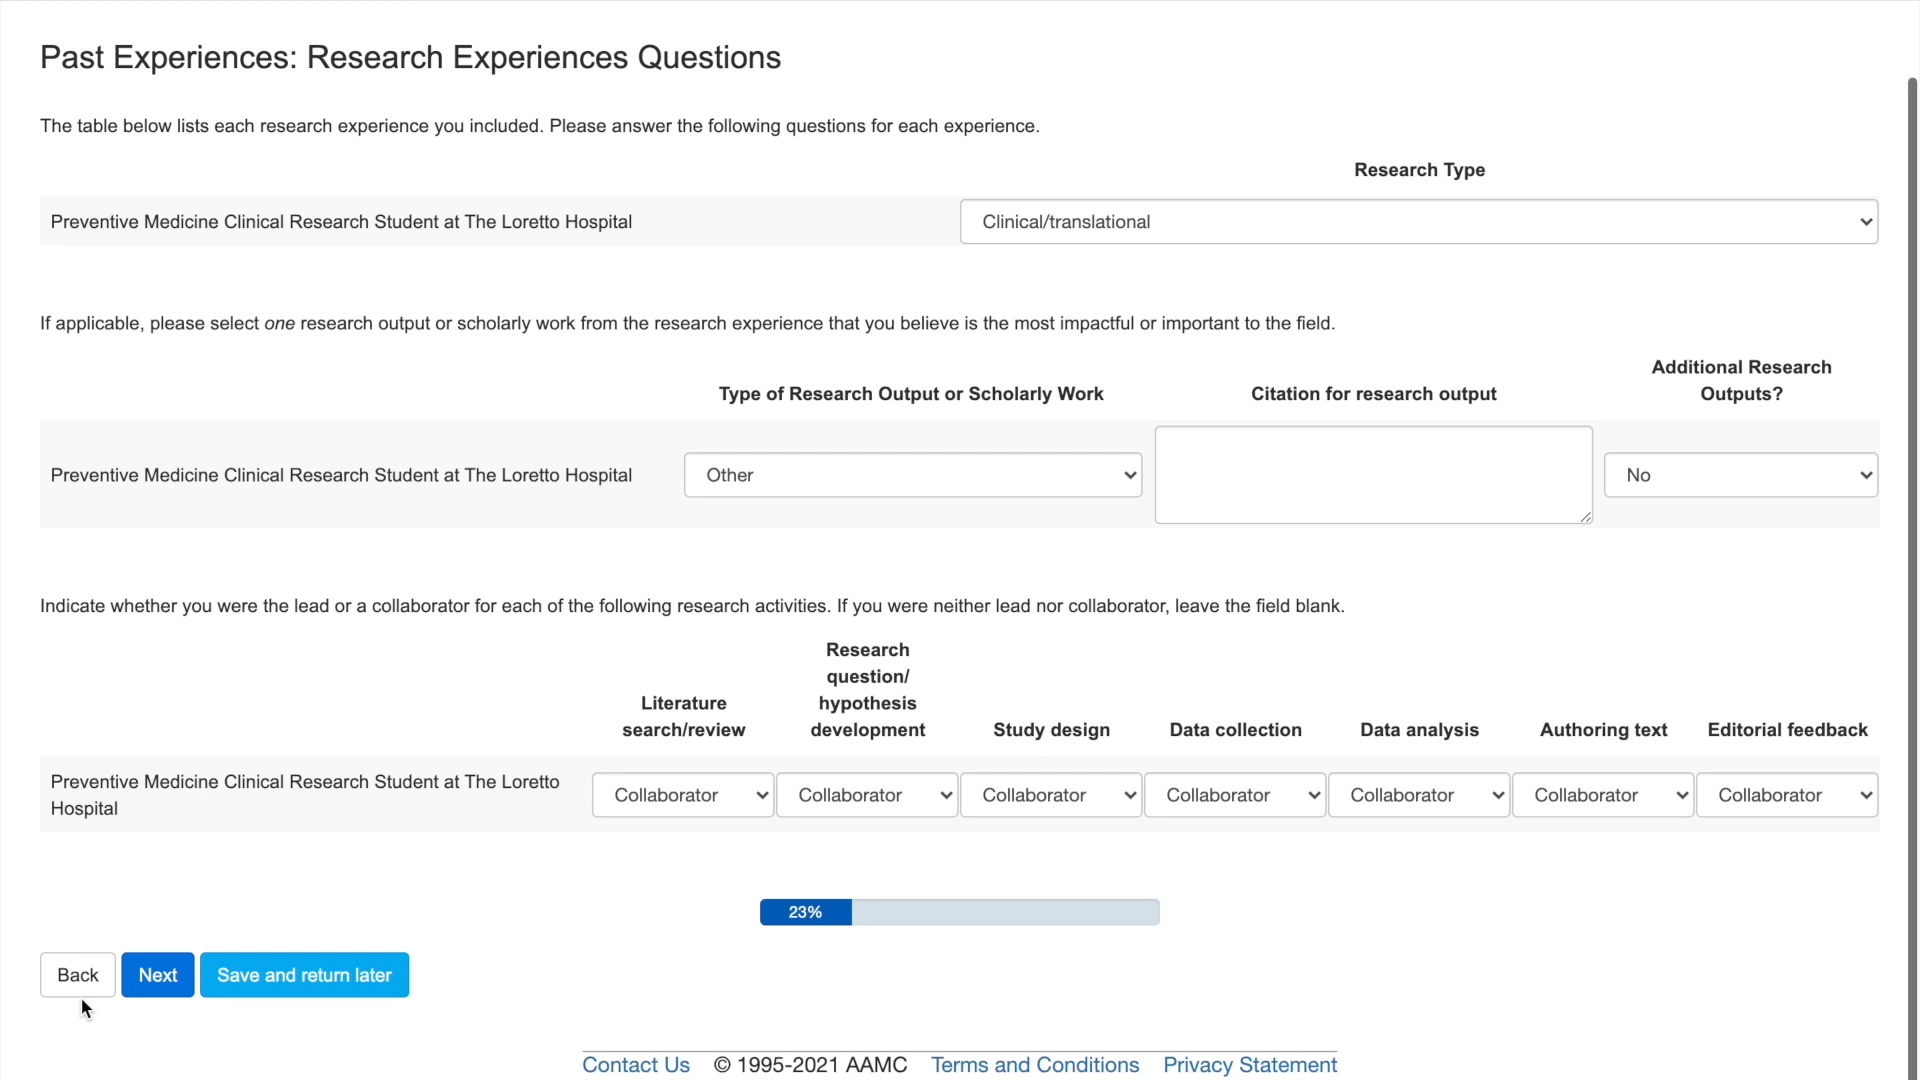 Past Experiences: Research Experiences Questions
The table below lists each research experience you included. Please answer the following questions for each experience.
Research Type
Preventive Medicine Clinical Research Student at The Loretto Hospital
Clinical/translational
If applicable, please select one research output or scholarly work from the research experience that you believe is the most impactful or important to the field.
Type of Research Output or Scholarly Work
Citation for research output
Additional Research
Outputs?
Preventive Medicine Clinical Research Student at The Loretto Hospital
Other
No
Indicate whether you were the lead or a collaborator for each of the following research activities. If you were neither lead nor collaborator, leave the field blank.
Literature
search/review
Research
question/
hypothesis
development
Study design
Data collection
Data analysis
Authoring text
Editorial feedback
Preventive Medicine Clinical Research Student at The Loretto
Hospital
Collaborator
Collaborator
Collaborator
Collaborator
Collaborator
Collaborator
Collaborator
23%
Back
Next
Save and return later
Contact Us © 1995-2021 AAMC Terms and Conditions Privacy Statement